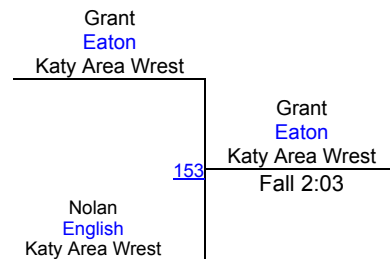 Grant
Eaton
Katy Area Wrest
Grant
Eaton
Katy Area Wrest
153
Fall 2:03
Nolan
English
Katy Area Wrest